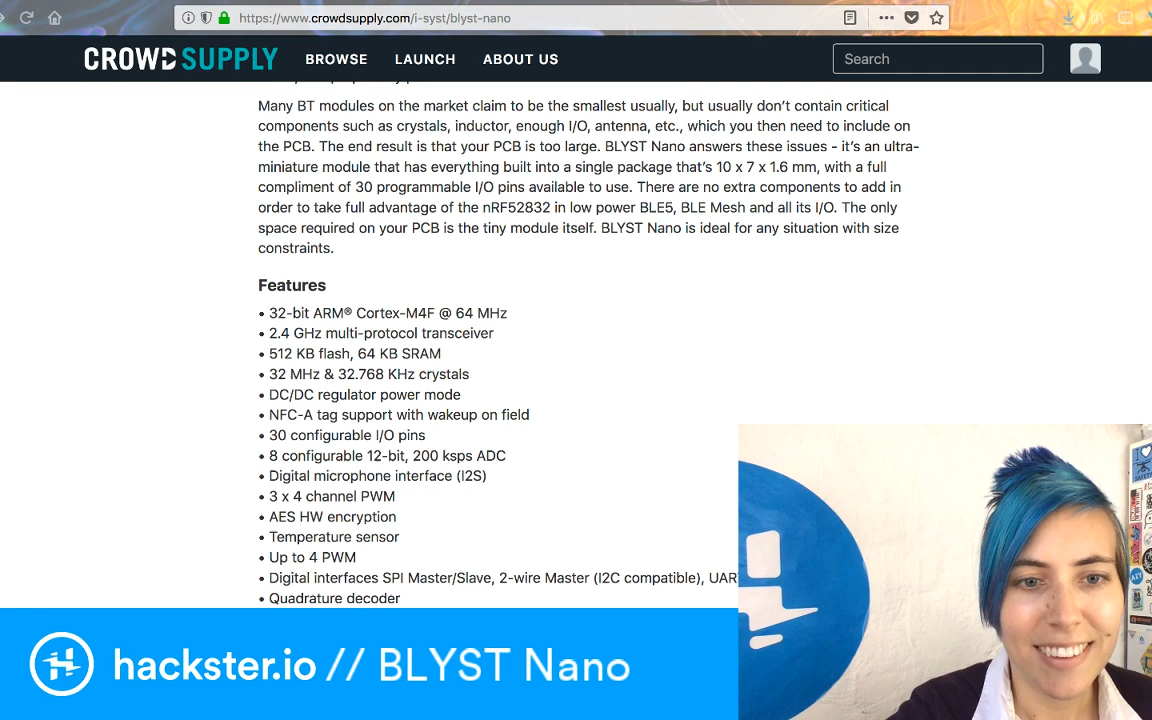 https://www.crowdsupply.com/i-syst/blyst-nano
CROWD SUPPLY BROWSE LAUNCH ABOUT US Search
Many BT modules on the market claim to be the smallest usually, but usually don’t contain critical
components such as crystals, inductor, enough I/O, antenna, etc., which you then need to include on
the PCB. The end result is that your PCB is too large. BLYST Nano answers these issues - it’s an ultra-
miniature module that has everything built into a single package that’s 10 x 7 x 1.6 mm, with a full
compliment of 30 programmable I/O pins available to use. There are no extra components to add in
order to take full advantage of the nRF52832 in low power BLE5, BLE Mesh and all its I/O. The only
space required on your PCB is the tiny module itself. BLYST Nano is ideal for any situation with size
constraints.
Features
• 32-bit ARM® Cortex-M4F @ 64 MHz
• 2.4 GHz multi-protocol transceiver
• 512 KB flash, 64 KB SRAM
• 32 MHz & 32.768 KHz crystals
• DC/DC regulator power mode
• NFC-A tag support with wakeup on field
• 30 configurable I/O pins
• 8 configurable 12-bit, 200 ksps ADC
• Digital microphone interface (I2S)
• 3 x 4 channel PWM
• AES HW encryption
• Temperature sensor
• Up to 4 PWM
• Digital interfaces SPI Master/Slave, 2-wire Master (I2C compatible), UAR
• Quadrature decoder
hackster.io // BLYST Nano